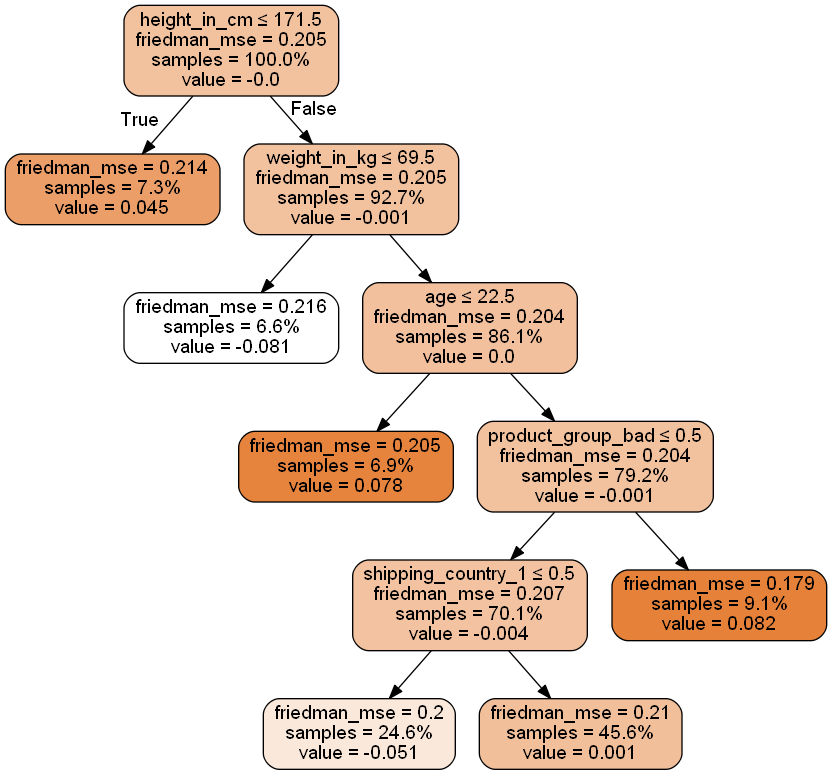 height_in_cm ≤ 171.5
friedman_mse = 0.205
samples = 100.0%
value = -0.0
True
False
friedman_mse = 0.214
samples = 7.3%
value = 0.045
weight_in_kg ≤ 69.5
friedman_mse = 0.205
samples = 92.7%
value = -0.001
friedman_mse = 0.216
samples = 6.6%
value = -0.081
age ≤ 22.5
friedman_mse = 0.204
samples = 86.1%
value = 0.0
friedman_mse = 0.205
samples = 6.9%
value = 0.078
product_group_bad ≤ 0.5
friedman_mse = 0.204
samples = 79.2%
value = -0.001
shipping_country_1 ≤ 0.5
friedman_mse = 0.207
samples = 70.1%
value = -0.004
friedman_mse = 0.179
samples = 9.1%
value = 0.082
friedman_mse = 0.2
samples = 24.6%
value = -0.051
friedman_mse = 0.21
samples = 45.6%
value = 0.001